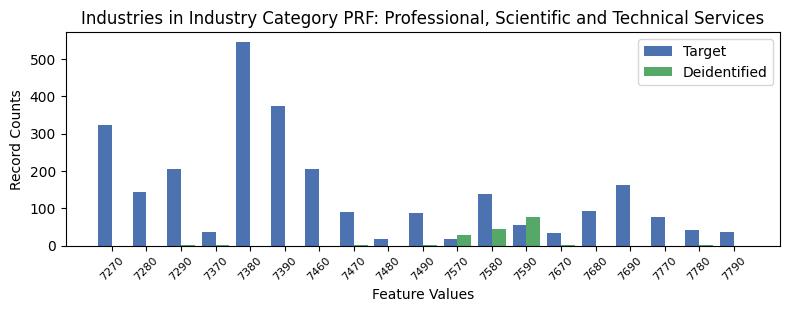 Industries in Industry Category PRF: Professional, Scientific and Technical Services
Target
Deidentified
Record Counts
500
400
300
200
100
0
7270 7280 7290 7370 7380 7390 7460 7470 7480 7490 7570 7580 7590 7670 7680 7690 7770 7780 7790
Feature Values